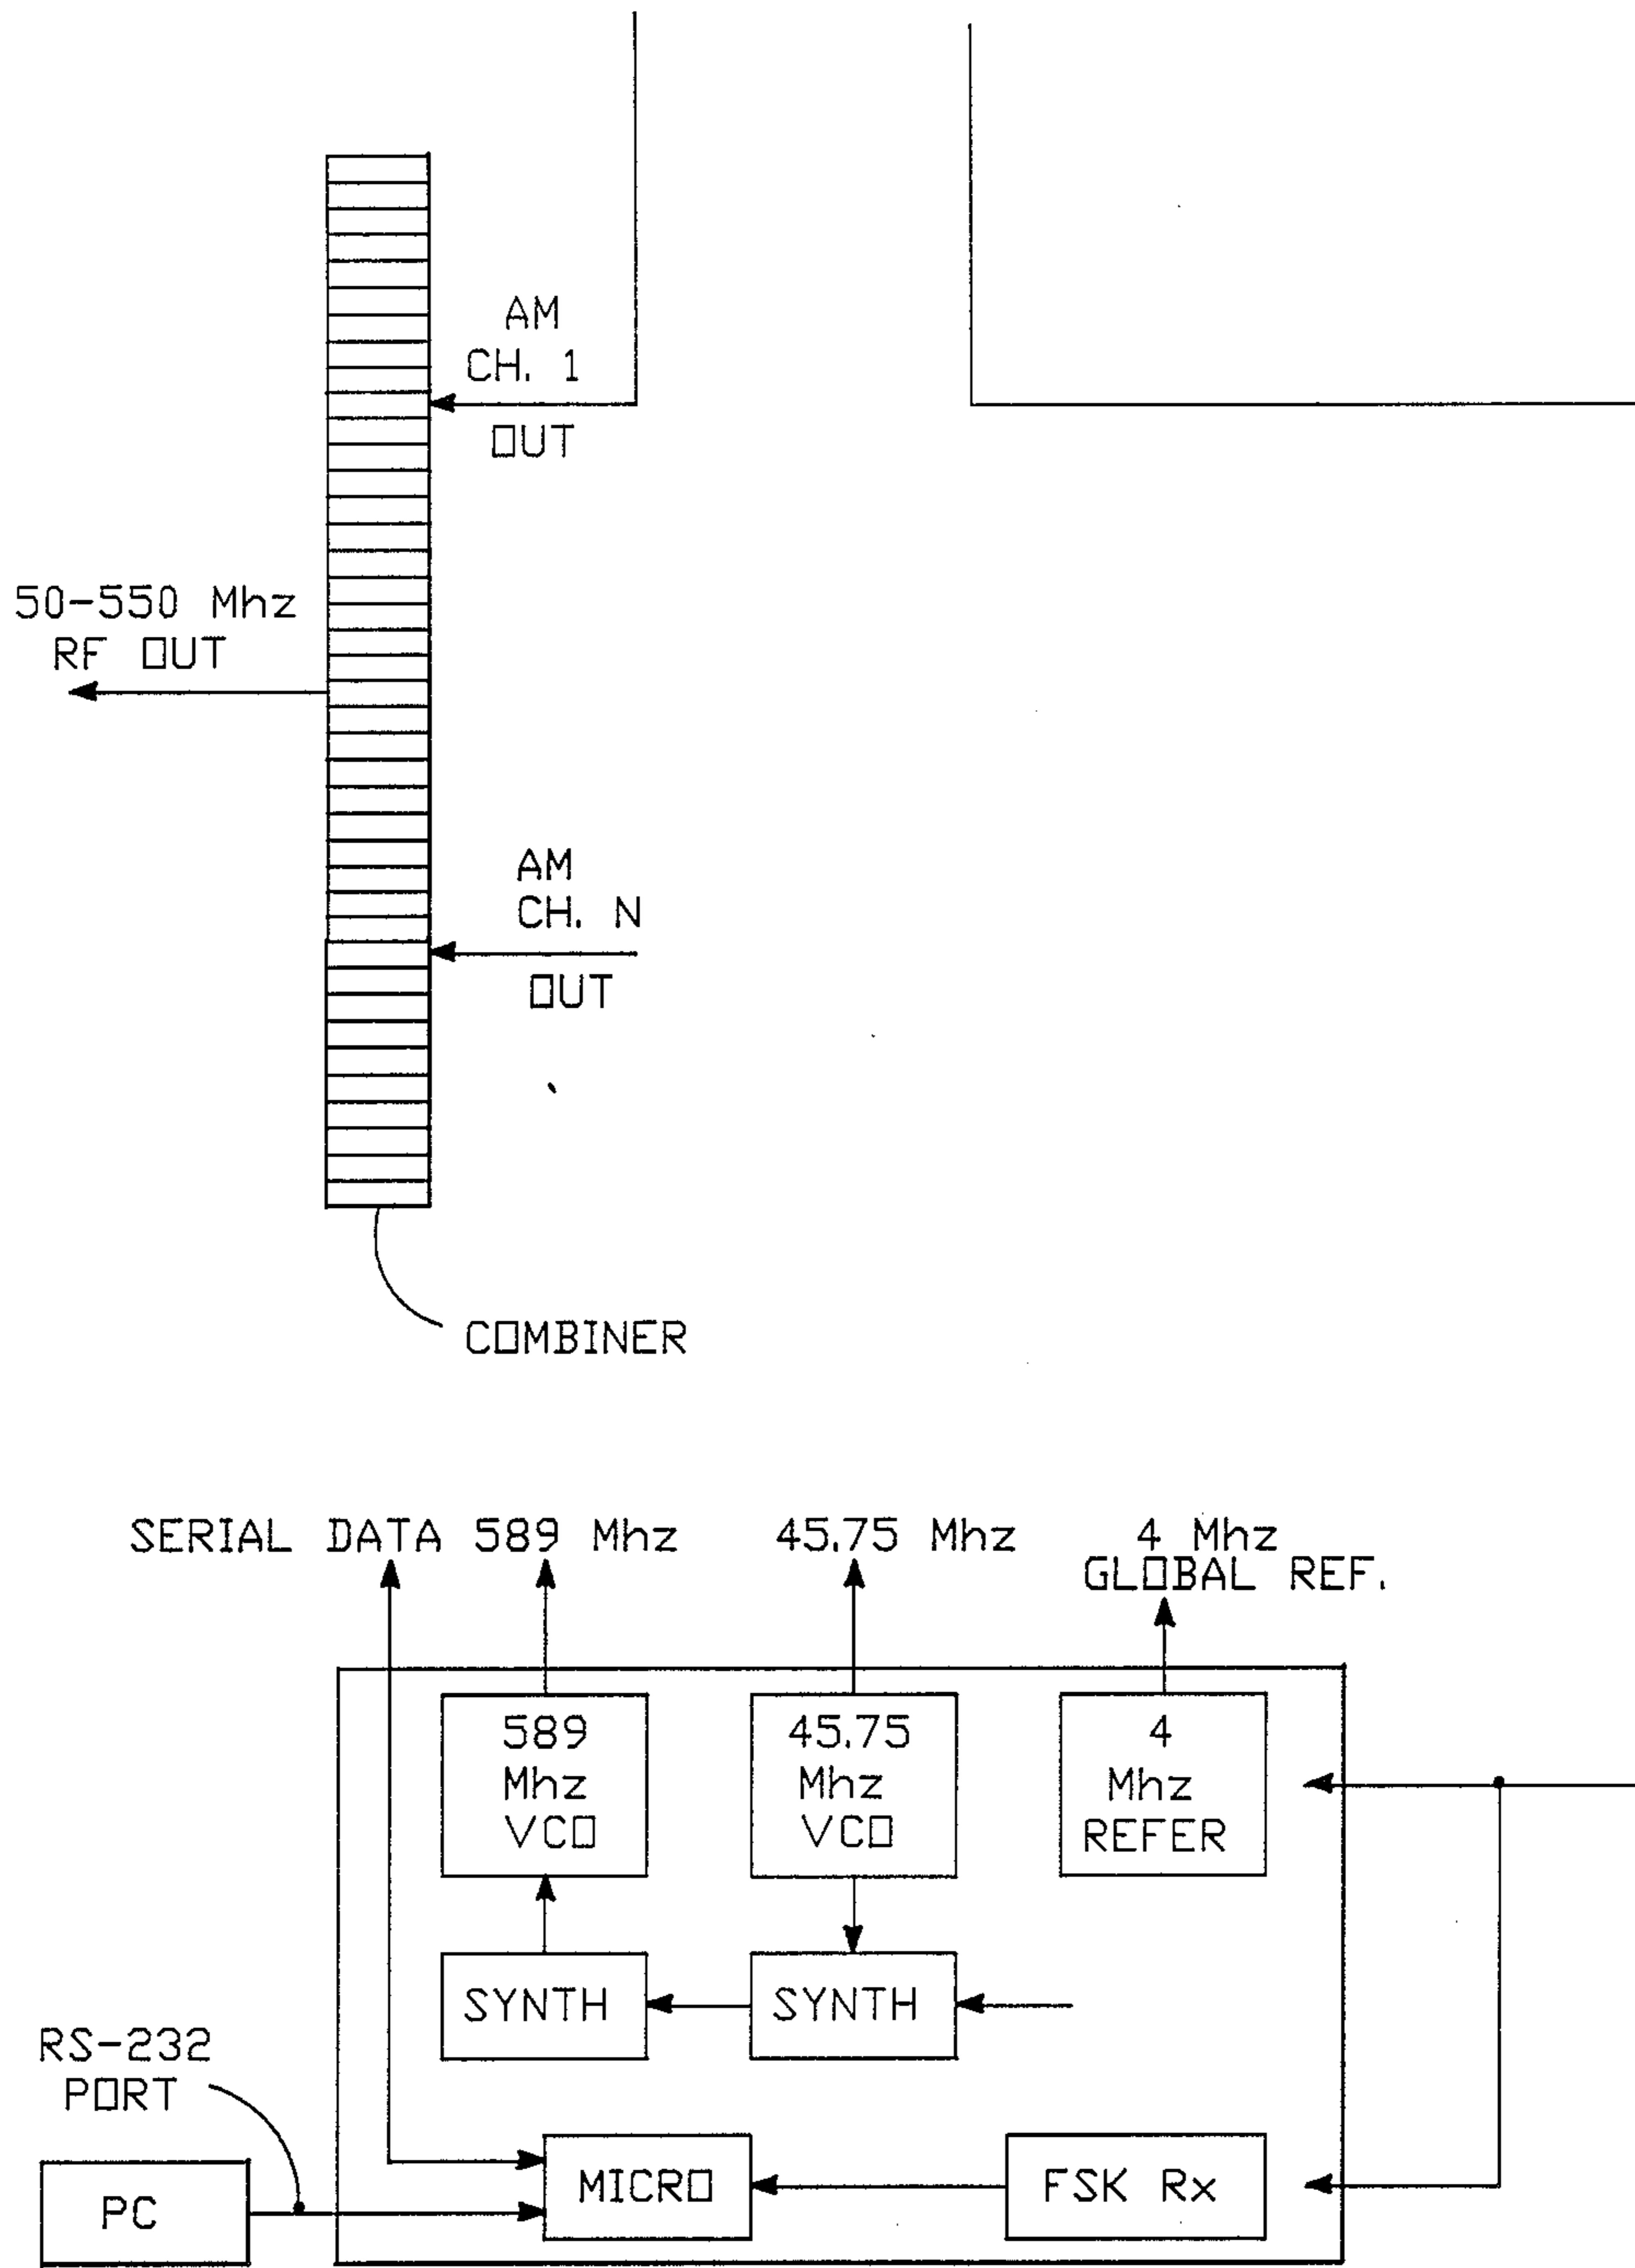 AM
CH. 1
OUT
50-550 Mhz
RF OUT
AM
CH. N
OUT
COMBINER
SERIAL DATA 589 Mhz 45.75 Mhz 4 Mhz
GLOBAL REF.
589
Mhz
VCO
45.75
Mhz
VCO
4
Mhz
REFER
SYNTH
SYNTH
RS-232
PORT
MICRO
FSK Rx
PC